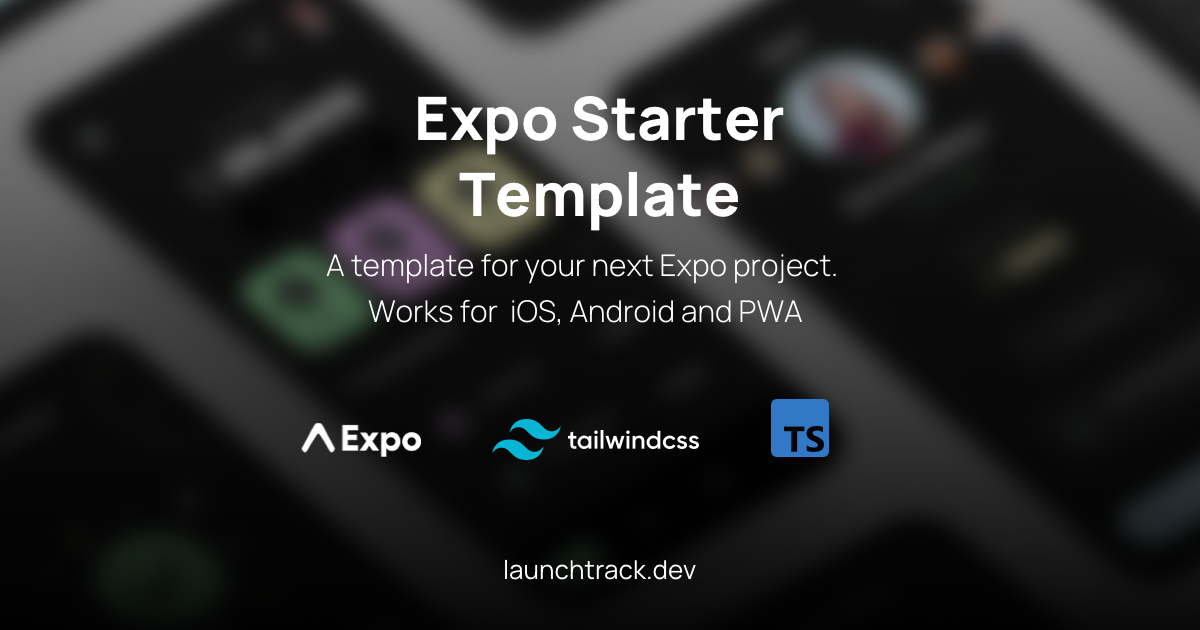 Expo Starter
Template
A template for your next Expo project.
Works for iOS, Android and PWA
Expo
tailwindcss
TS
launchtrack.dev